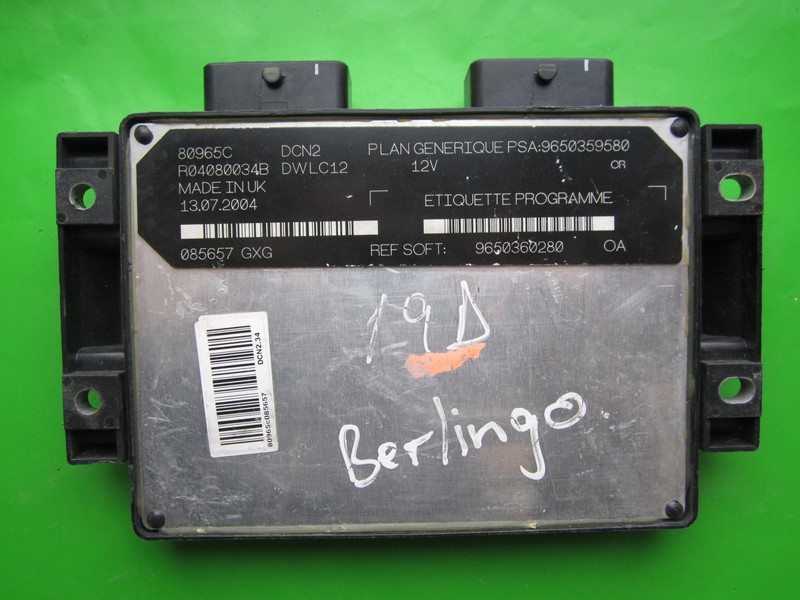 80965C DCN2 PLAN GENERIQUE PSA:9650359580
R04080034B DWLC12 12V OR
MADE IN UK
13.07.2004 ETIQUETTE PROGRAMME
085657 GXG REF SOFT: 9650360280 OA
DCN2.34
80965c085657
1.9D
Berlingo